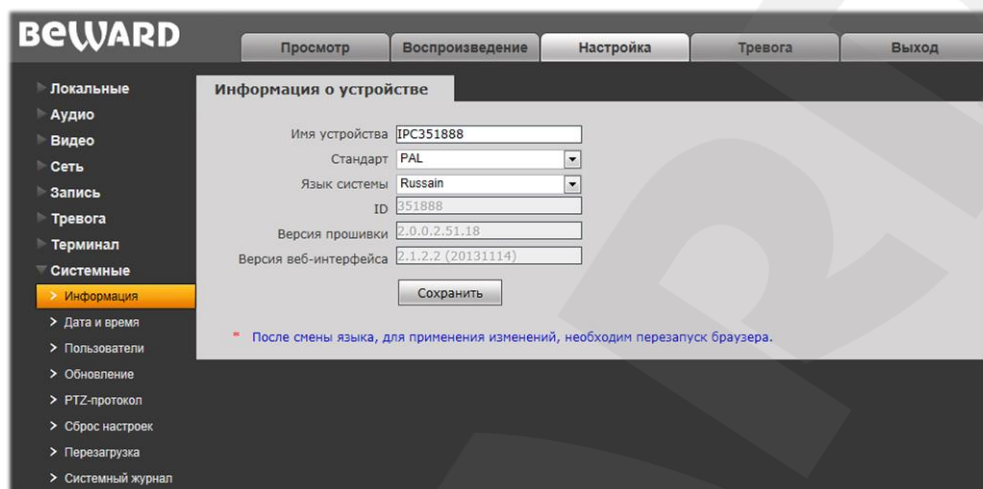 BEWARD
Просмотр Воспроизведение Настройка Тревога Выход
Локальные
Аудио
Видео
Сеть
Запись
Тревога
Терминал
Системные
Информация
Дата и время
Пользователи
Обновление
PTZ-протокол
Сброс настроек
Перезагрузка
Системный журнал
Информация о устройстве
Имя устройства IPC351888
Стандарт PAL
Язык системы Russain
ID 351888
Версия прошивки 2.0.0.2.51.18
Версия веб-интерфейса 2.1.2.2 (20131114)
Сохранить
* После смены языка, для применения изменений, необходим перезапуск браузера.